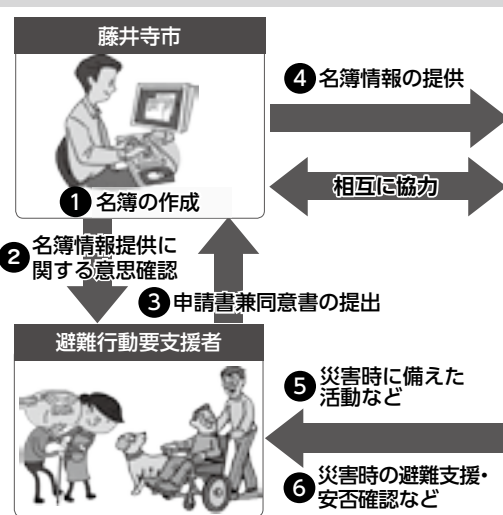 藤井寺市
❶ 名簿の作成
❷ 名簿情報提供に
関する意思確認
❸ 申請書兼同意書の提出
❹ 名簿情報の提供
相互に協力
避難行動要支援者
❺ 災害時に備えた
活動など
❻ 災害時の避難支援・
安否確認など